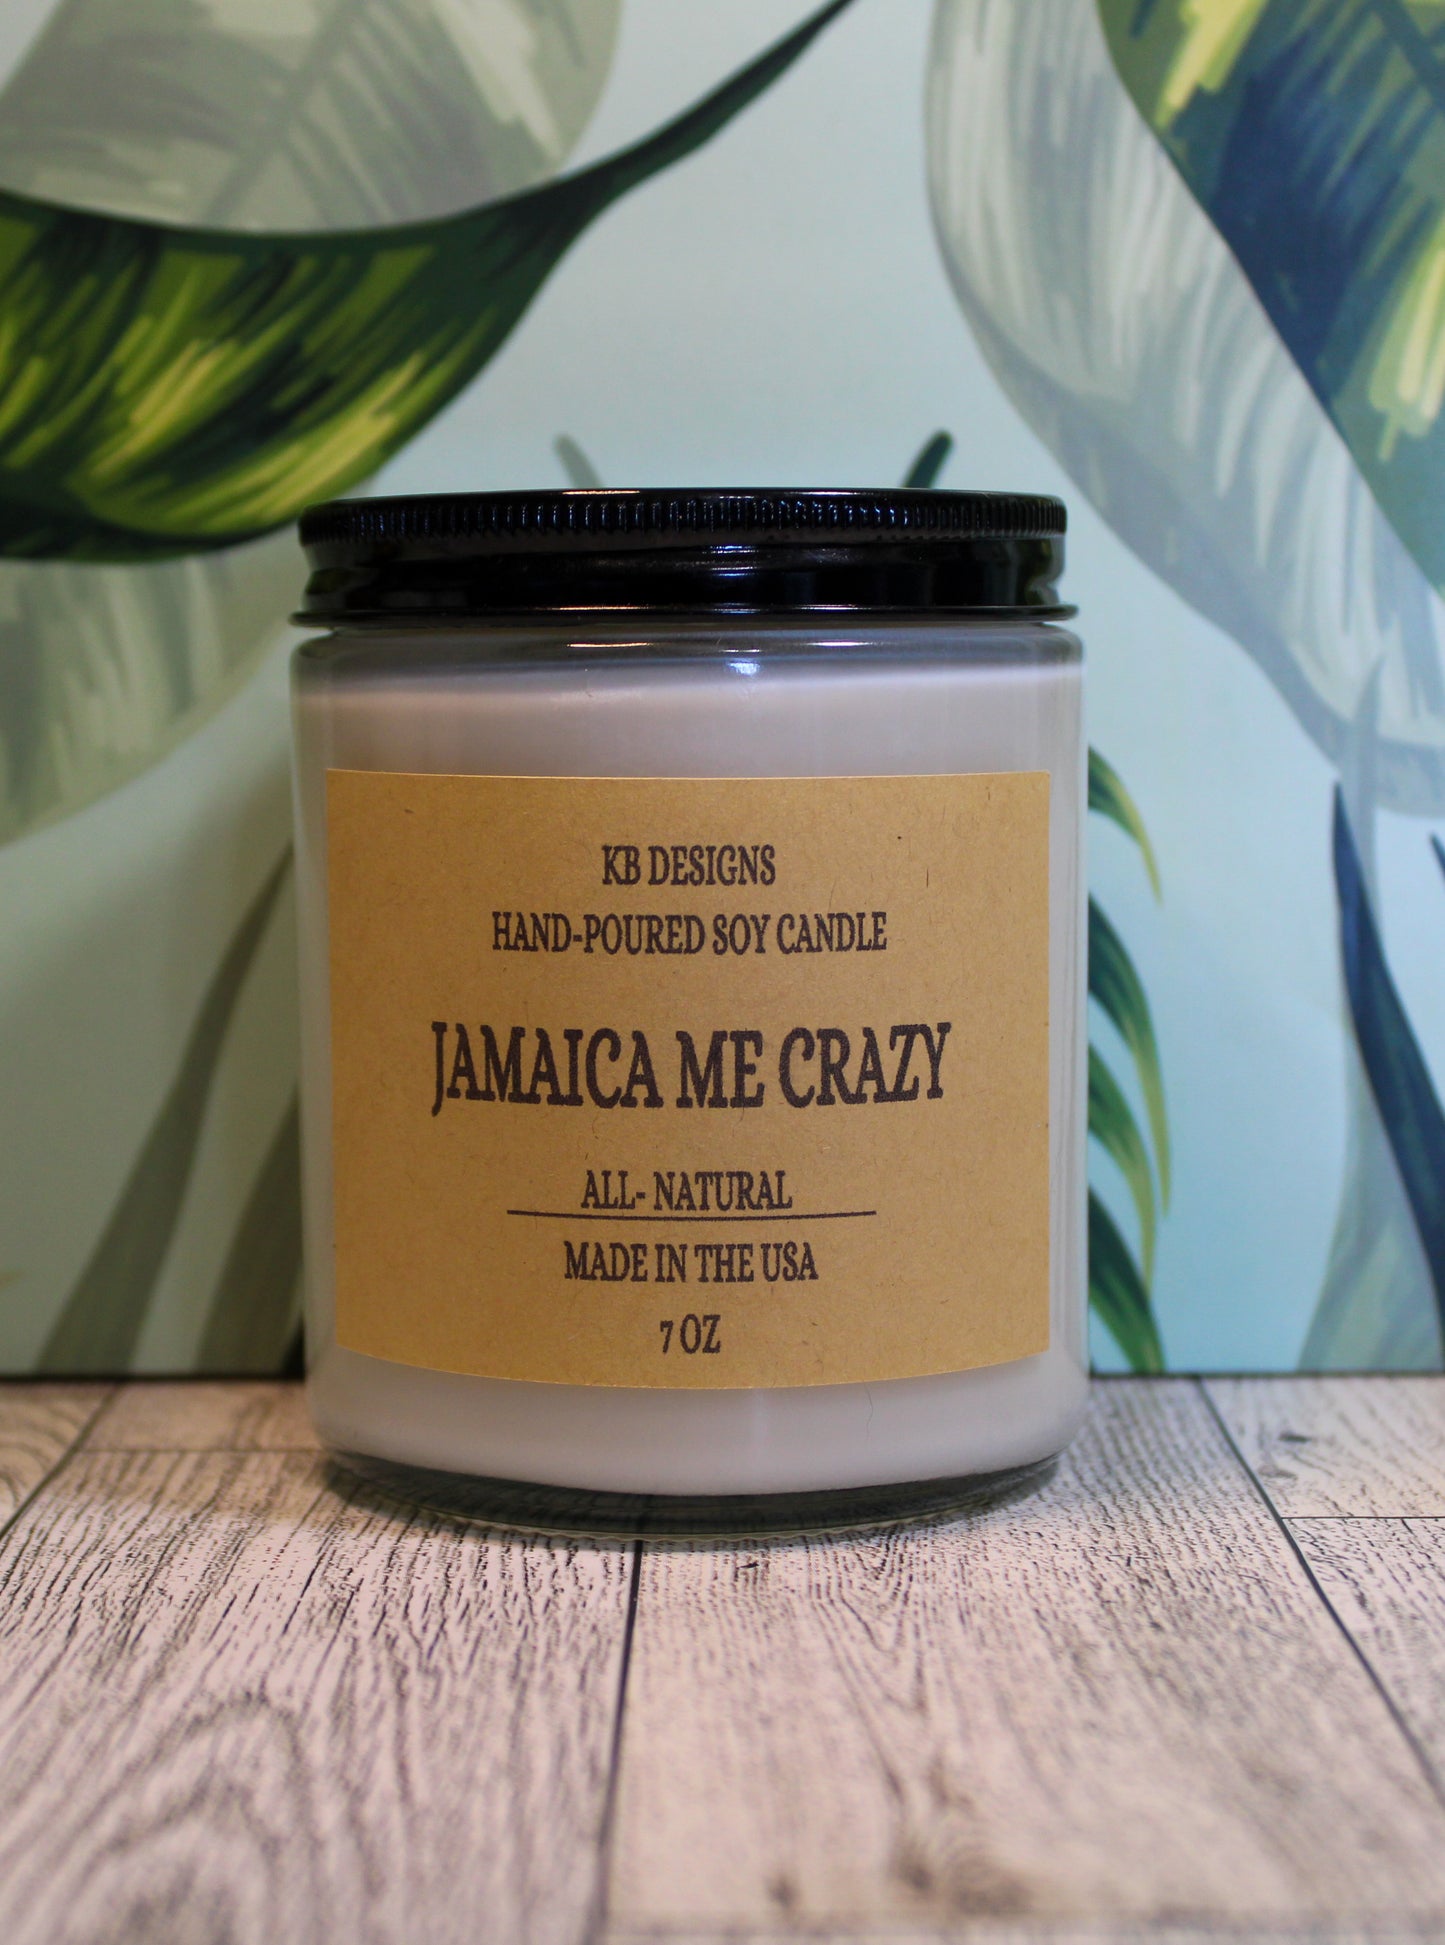 KB DESIGNS
HAND-POURED SOY CANDLE
JAMAICA ME CRAZY
ALL- NATURAL
MADE IN THE USA
7 OZ